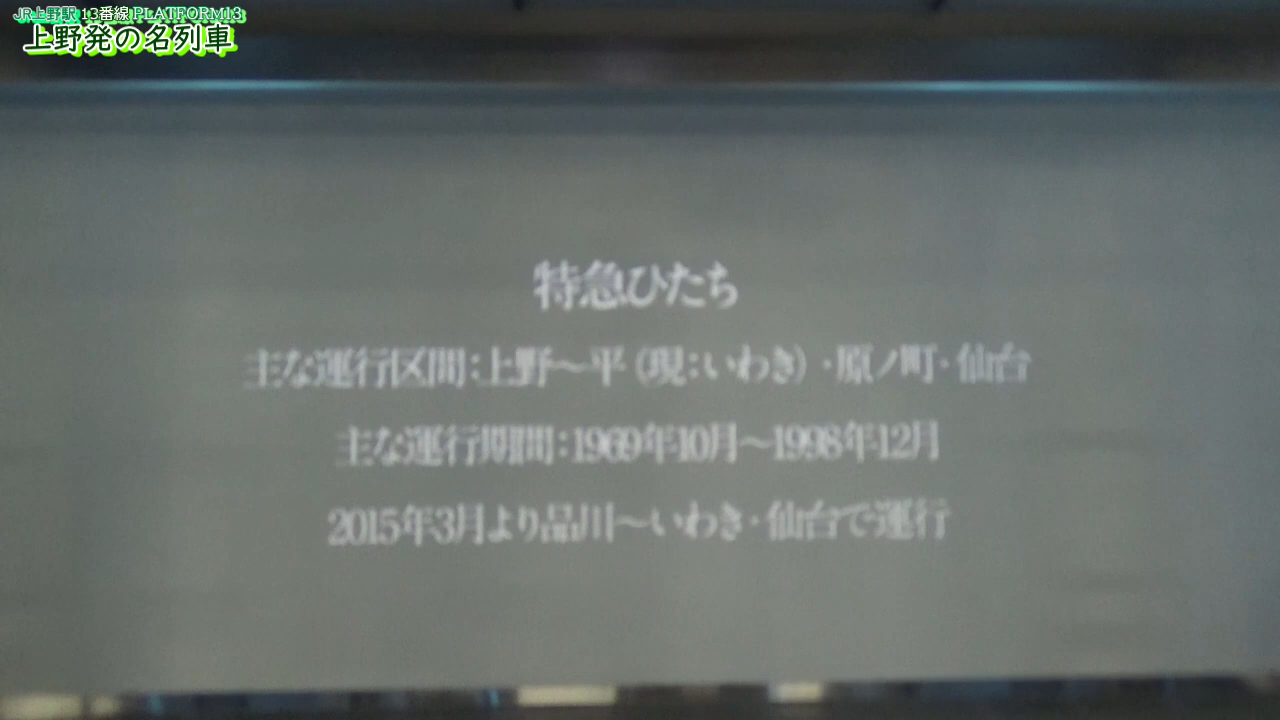 JR上野駅 13番線 PLATFORM13
上野発の名列車
特急ひたち
主な運行区間：上野～平（現：いわき）・原ノ町・仙台
主な運行期間：1969年10月～1998年12月
2015年3月より品川～いわき・仙台で運行